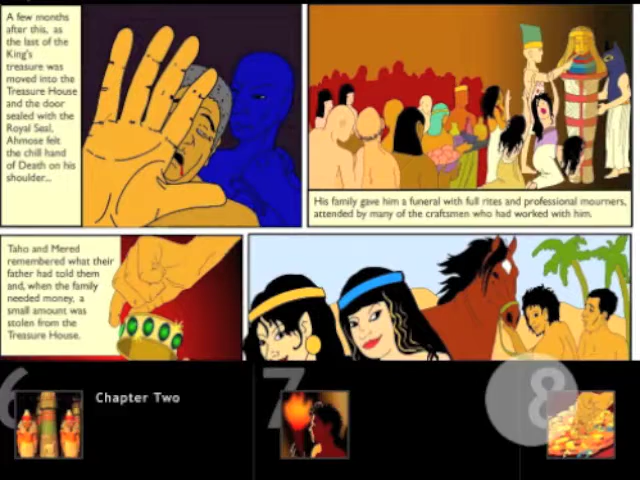 A few months
after this, as
the last of the
King's
treasure was
moved into the
Treasure House
and the door
sealed with the
Royal Seal,
Ahmose felt
the chill hand
of Death on his
shoulder...
His family gave him a funeral with full rites and professional mourners,
attended by many of the craftsmen who had worked with him.
Taho and Mered
remembered what their
father had told them
and, when the family
needed money, a
small amount was
stolen from the
Treasure House.
6
Chapter Two
7
8